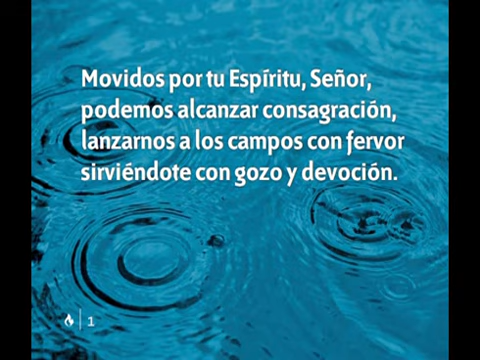 Movidos por tu Espíritu, Señor,
podemos alcanzar consagración,
lanzarnos a los campos con fervor
sirviéndote con gozo y devoción.
1